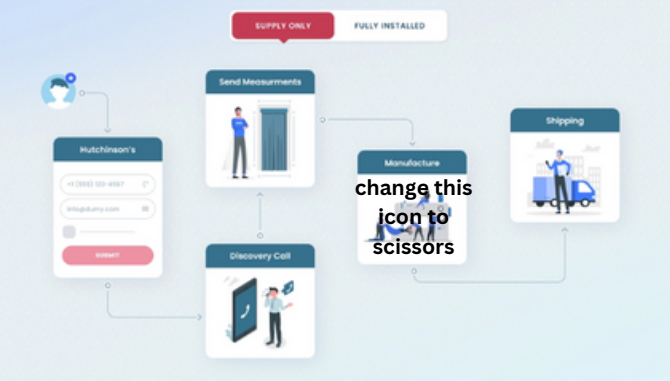 SUPPLY ONLY
FULLY INSTALLED
Send Measurments
Hutchinson's
+1 (555) 122-4567
info@dumy.com
SUBMIT
Discovery Call
Manufacture
change this
icon to
scissors
Shipping